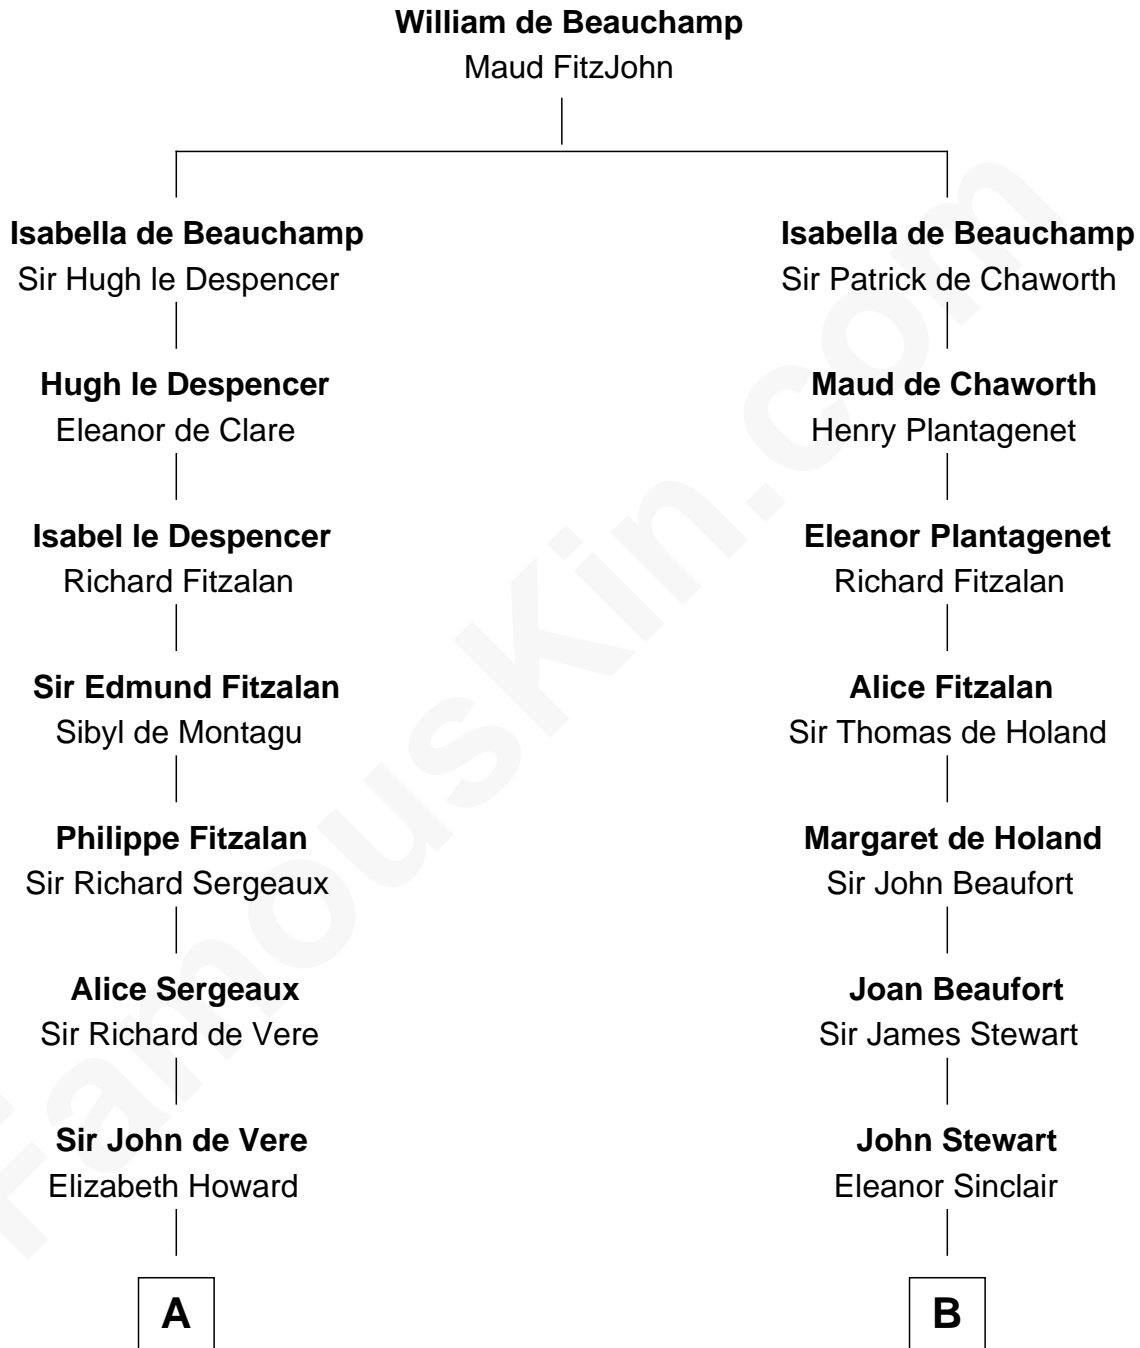 William de Beauchamp
Maud FitzJohn
Isabella de Beauchamp
Sir Hugh le Despencer
Isabella de Beauchamp
Sir Patrick de Chaworth
Hugh le Despencer
Eleanor de Clare
Maud de Chaworth
Henry Plantagenet
Isabel le Despencer
Richard Fitzalan
Eleanor Plantagenet
Richard Fitzalan
Sir Edmund Fitzalan
Sibyl de Montagu
Alice Fitzalan
Sir Thomas de Holand
Philippe Fitzalan
Sir Richard Sergeaux
Margaret de Holand
Sir John Beaufort
Alice Sergeaux
Sir Richard de Vere
Joan Beaufort
Sir James Stewart
Sir John de Vere
Elizabeth Howard
John Stewart
Eleanor Sinclair
A
B
FamousKin.com